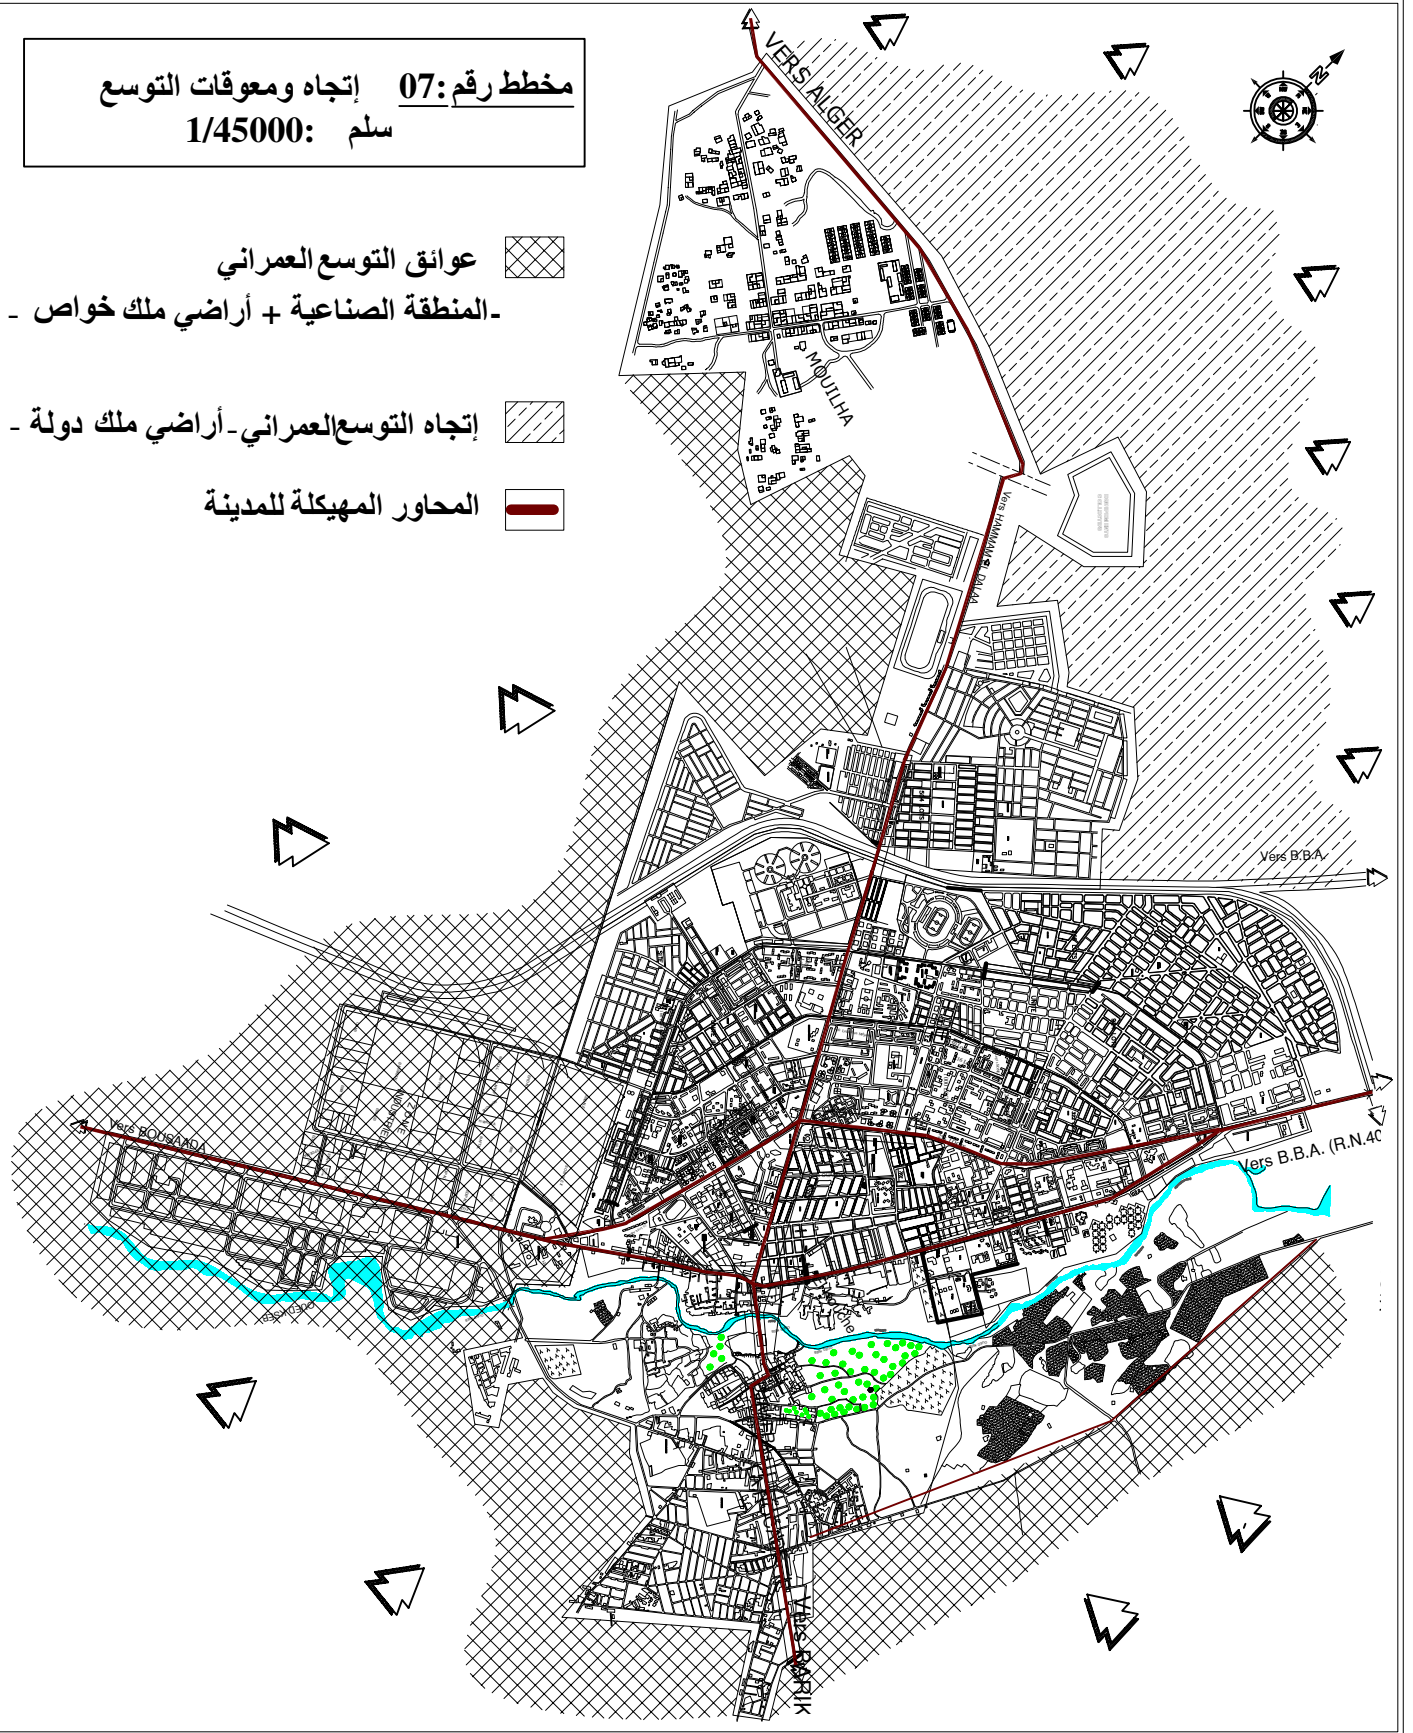 مخطط رقم :07 إتجاه ومعوقات التوسع
سلم :1/45000
عوائق التوسع العمراني
-المنطقة الصناعية + أراضي ملك خواص -
إتجاه التوسع العمراني-أراضي ملك دولة -
المحاور المهيكلة للمدينة
N
VERS ALGER
MOUILHA
Vers HAMMAM EL DALAA
Vers B.B.A.
Vers BOUSAADA
Vers B.B.A. (R.N.40
Vers BARIK